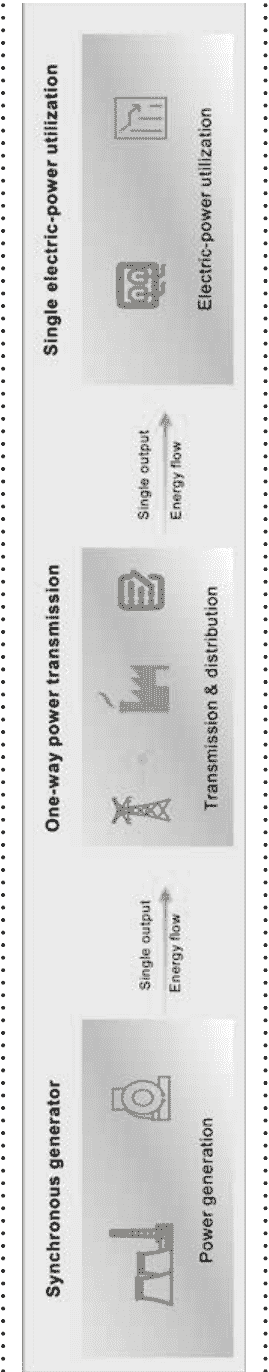 Synchronous generator
Power generation
Single output
Energy flow
One-way power transmission
Transmission & distribution
Single output
Energy flow
Single electric-power utilization
Electric-power utilization